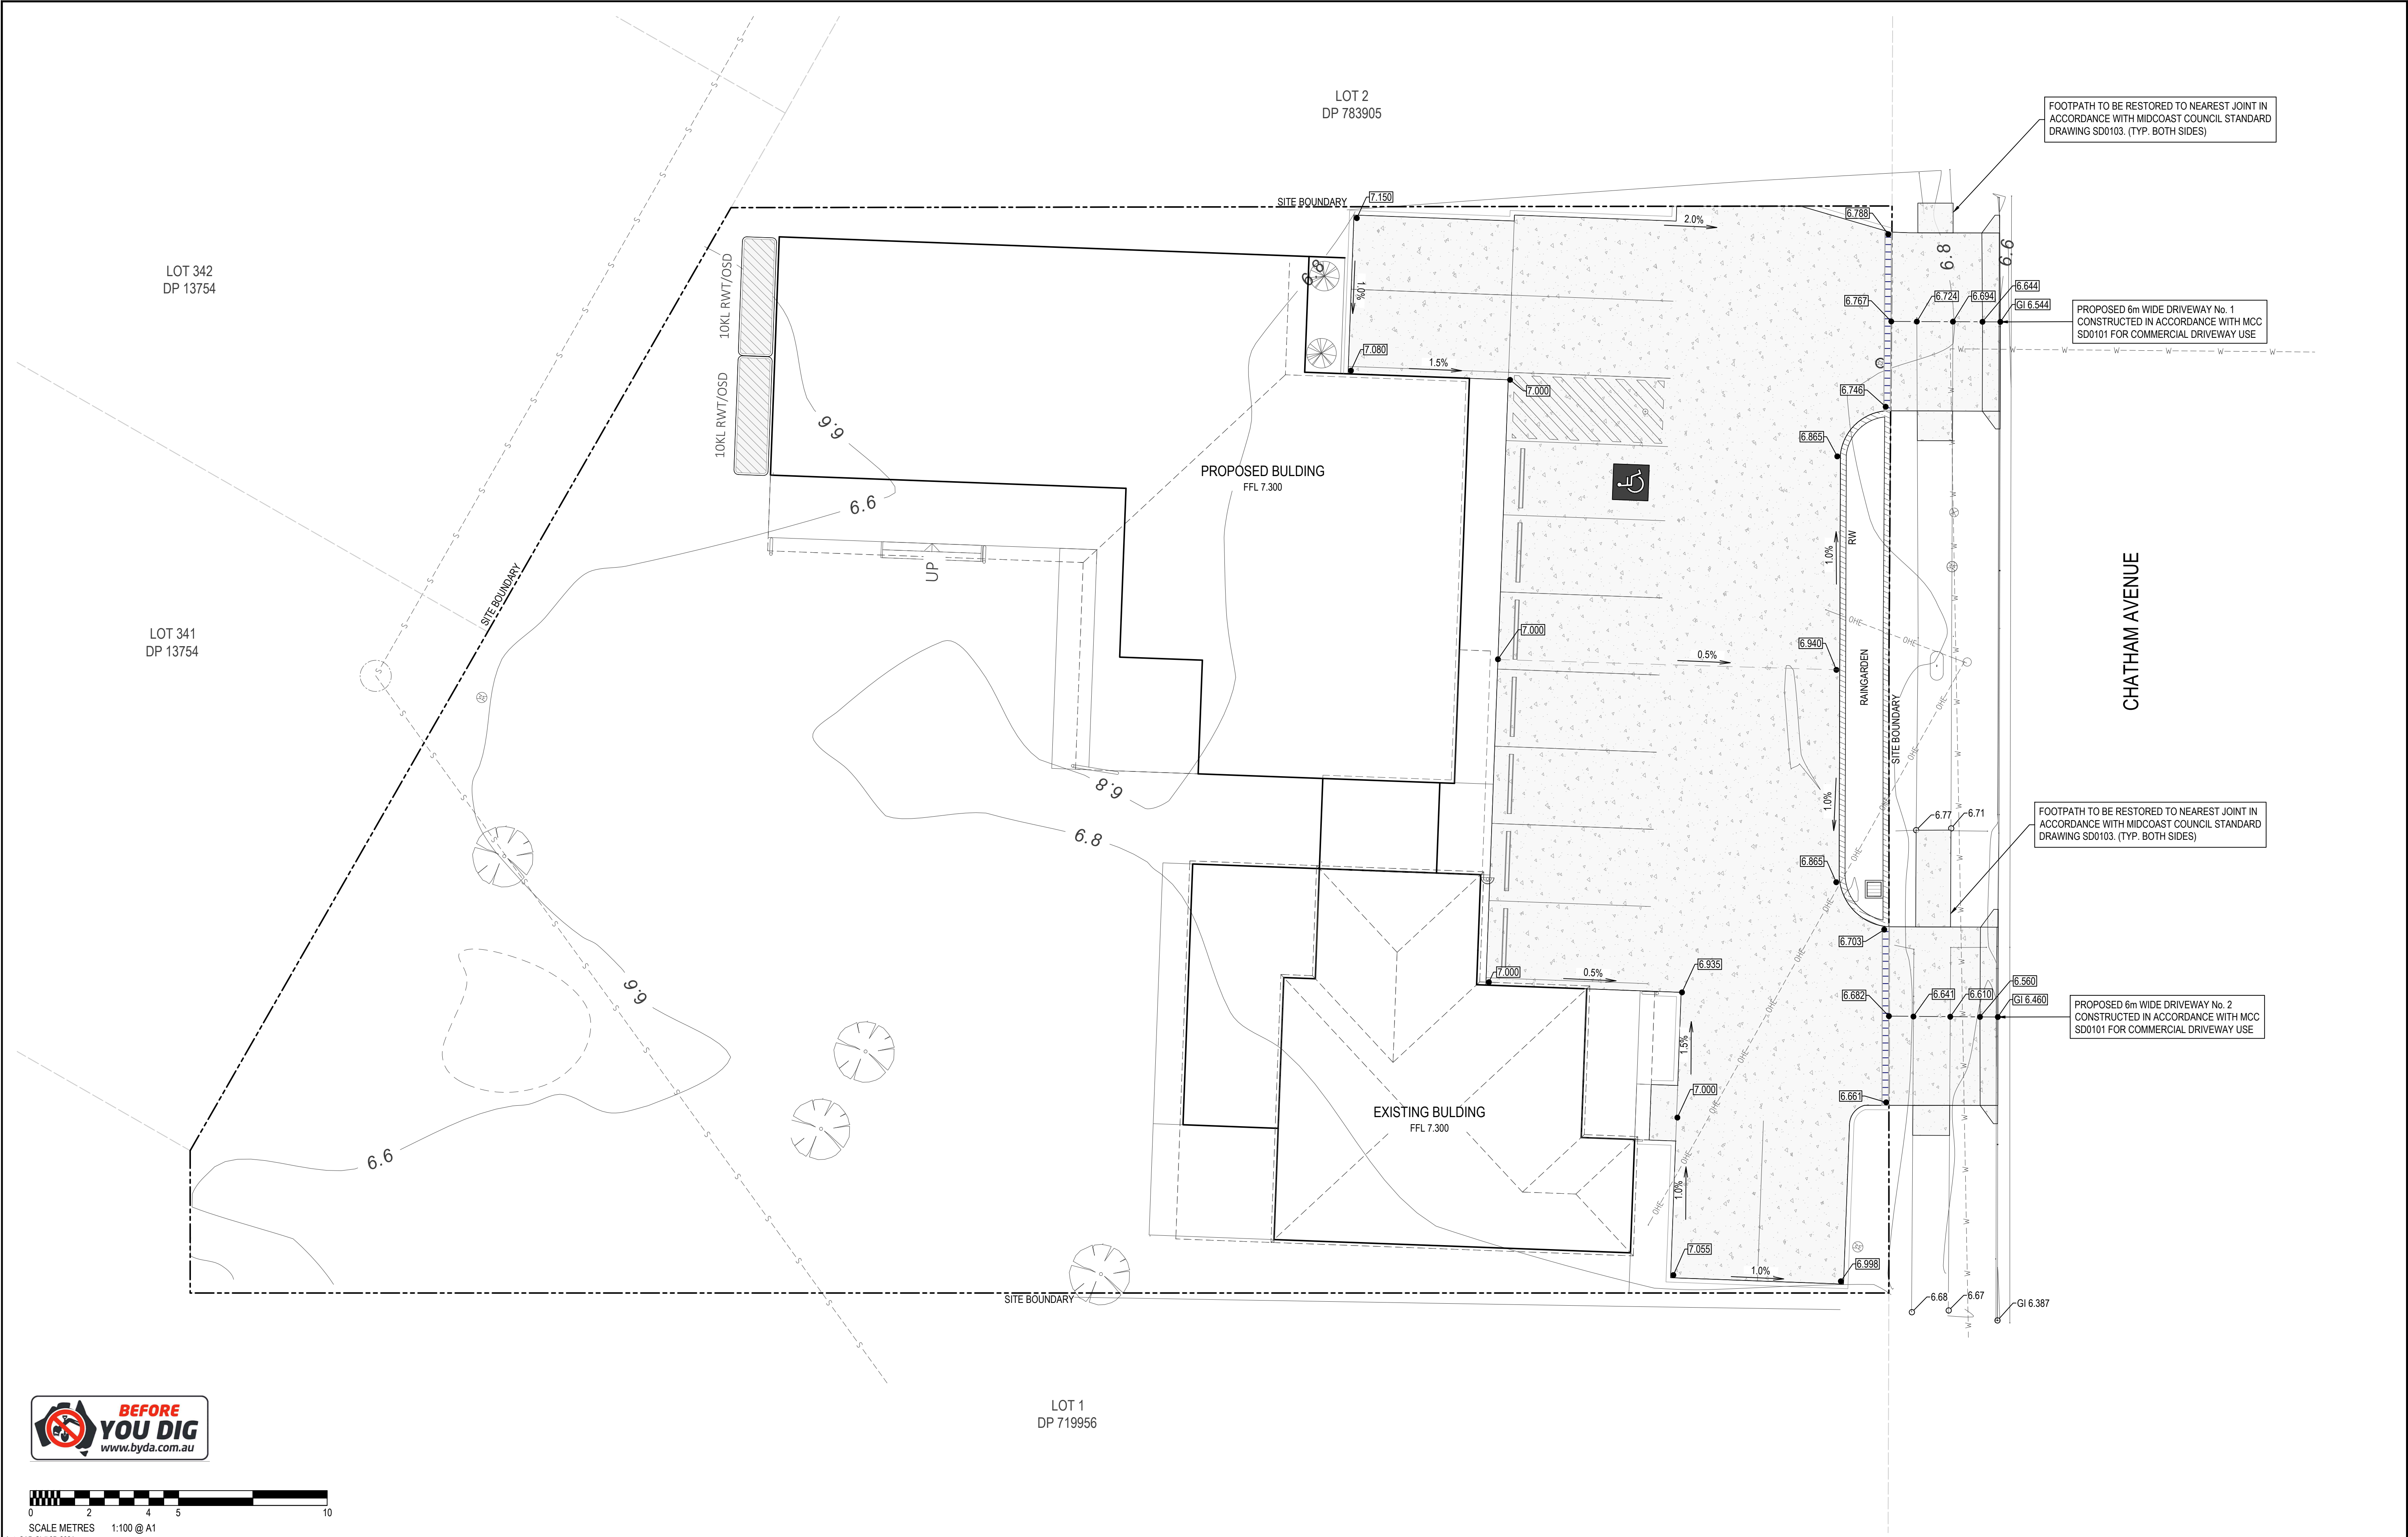 LOT 2
DP 783905
FOOTPATH TO BE RESTORED TO NEAREST JOINT IN
ACCORDANCE WITH MIDCOAST COUNCIL STANDARD
DRAWING SD0103. (TYP. BOTH SIDES)
SITE BOUNDARY
7.150
6.788
2.0%
6.8
6.6
LOT 342
DP 13754
10KL RWT/OSD
6.8
1.0%
6.767
6.724
6.694
6.644
GI 6.544
PROPOSED 6m WIDE DRIVEWAY No. 1
CONSTRUCTED IN ACCORDANCE WITH MCC
SD0101 FOR COMMERCIAL DRIVEWAY USE
7.080
1.5%
7.000
6.746
10KL RWT/OSD
6.6
6.865
PROPOSED BULDING
FFL 7.300
6.6
UP
RW
1.0%
SITE BOUNDARY
LOT 341
DP 13754
7.000
0.5%
6.940
RAINGARDEN
SITE BOUNDARY
CHATHAM AVENUE
6.8
6.8
1.0%
6.77
6.71
FOOTPATH TO BE RESTORED TO NEAREST JOINT IN
ACCORDANCE WITH MIDCOAST COUNCIL STANDARD
DRAWING SD0103. (TYP. BOTH SIDES)
6.865
6.703
6.6
7.000
0.5%
6.935
6.682
6.641
6.610
6.560
GI 6.460
PROPOSED 6m WIDE DRIVEWAY No. 2
CONSTRUCTED IN ACCORDANCE WITH MCC
SD0101 FOR COMMERCIAL DRIVEWAY USE
1.5%
7.000
6.661
EXISTING BULDING
FFL 7.300
6.6
1.0%
7.055
1.0%
6.998
SITE BOUNDARY
6.68
6.67
GI 6.387
LOT 1
DP 719956
BEFORE
YOU DIG
www.byda.com.au
0 2 4 5 10
SCALE METRES 1:100 @ A1